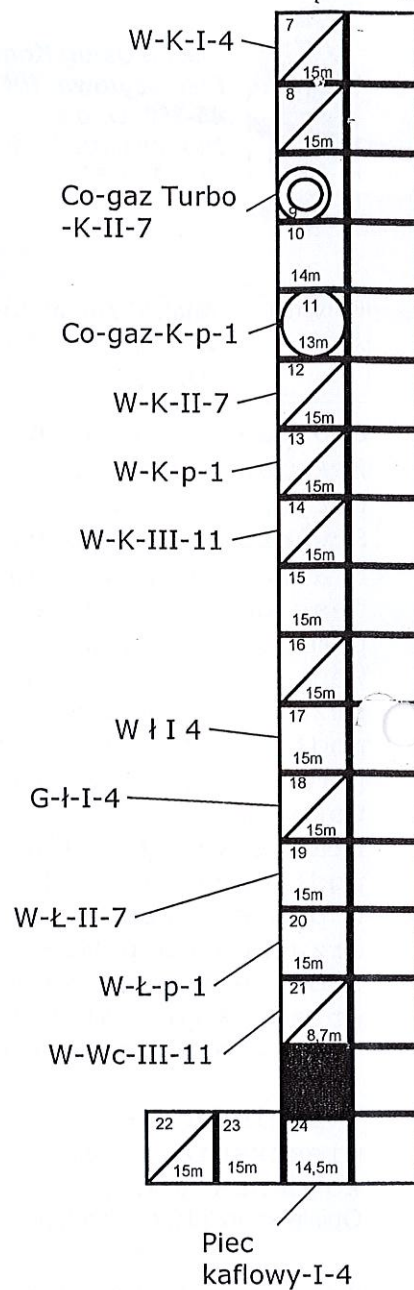 W-K-I-4
7
15m
8
15m
Co-gaz Turbo
-K-II-7
9
10
14m
Co-gaz-K-p-1
11
13m
W-K-II-7
12
15m
W-K-p-1
13
15m
W-K-III-11
14
15m
15
15m
16
15m
W ł I 4
17
15m
G-ł-I-4
18
15m
W-Ł-II-7
19
15m
W-Ł-p-1
20
15m
W-Wc-III-11
21
8,7m
22
15m
23
15m
24
14,5m
Piec
kaflowy-I-4